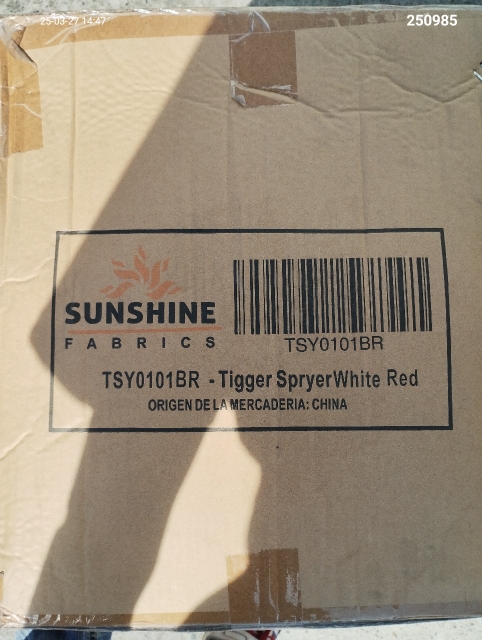 25-03-27 14:47
250985
SUNSHINE
FABRICS
TSY0101BR
TSY0101BR - Tigger SpryerWhite Red
ORIGEN DE LA MERCADERIA: CHINA